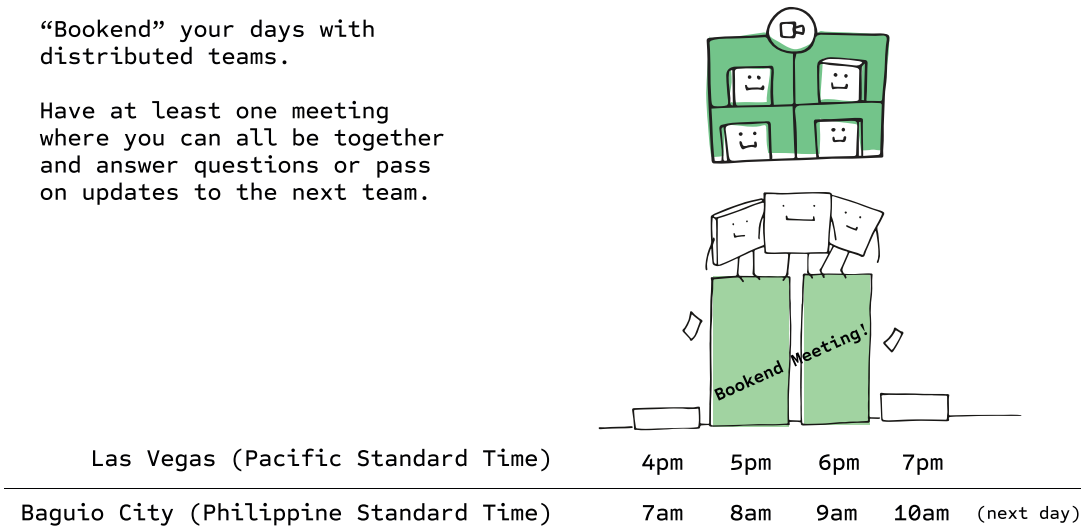 “Bookend” your days with
distributed teams.
Have at least one meeting
where you can all be together
and answer questions or pass
on updates to the next team.
Bookend Meeting!
Las Vegas (Pacific Standard Time) 4pm 5pm 6pm 7pm
Baguio City (Philippine Standard Time) 7am 8am 9am 10am (next day)